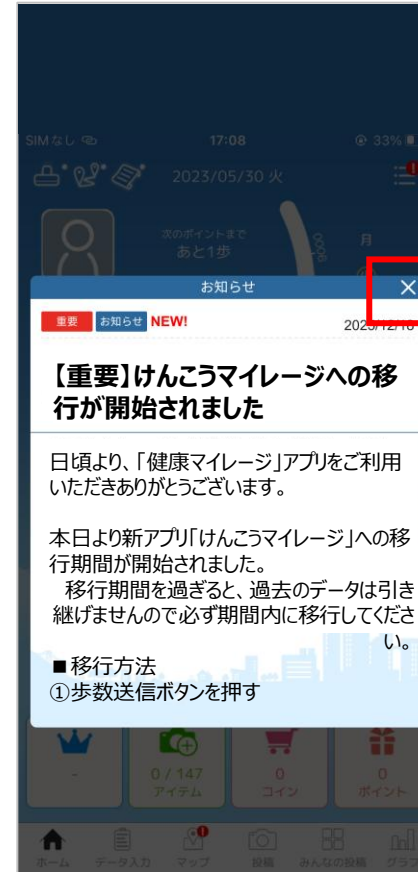 SIMなし 17:08 33%
2023/05/30 火
次のポイントまで
あと1歩
8000
月
お知らせ
重要 お知らせ NEW!
【重要】けんこうマイレージへの移
行が開始されました
日頃より、「健康マイレージ」アプリをご利用
いただきありがとうございます。
本日より新アプリ「けんこうマイレージ」への移
行期間が開始されました。
移行期間を過ぎると、過去のデータは引き
継げませんので必ず期間内に移行してくださ
い。
■移行方法
①歩数送信ボタンを押す
- 0 / 147 0 0
アイテム コイン ポイント
ホーム データ入力 マップ 投稿 みんなの投稿 グラフ